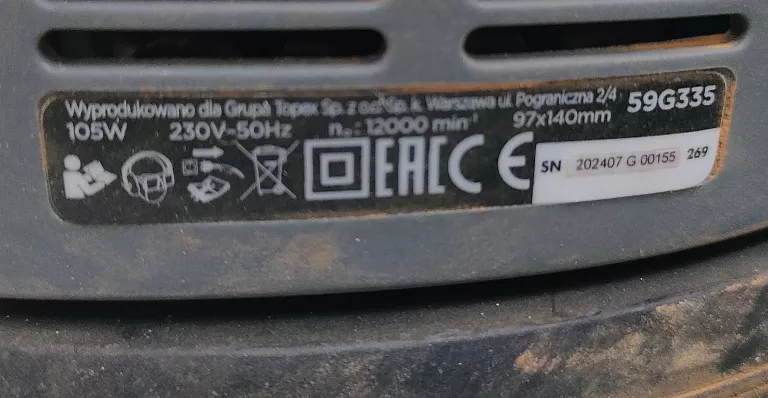 Wyprodukowano dla Grupa Topex Sp. z o.o. Sp. k. Warszawa ul. Pograniczna 2/4 59G335
105W 230V~50Hz n₀: 12000 min⁻¹ 97x140mm
EAC CE SN 202407 G 00155 269